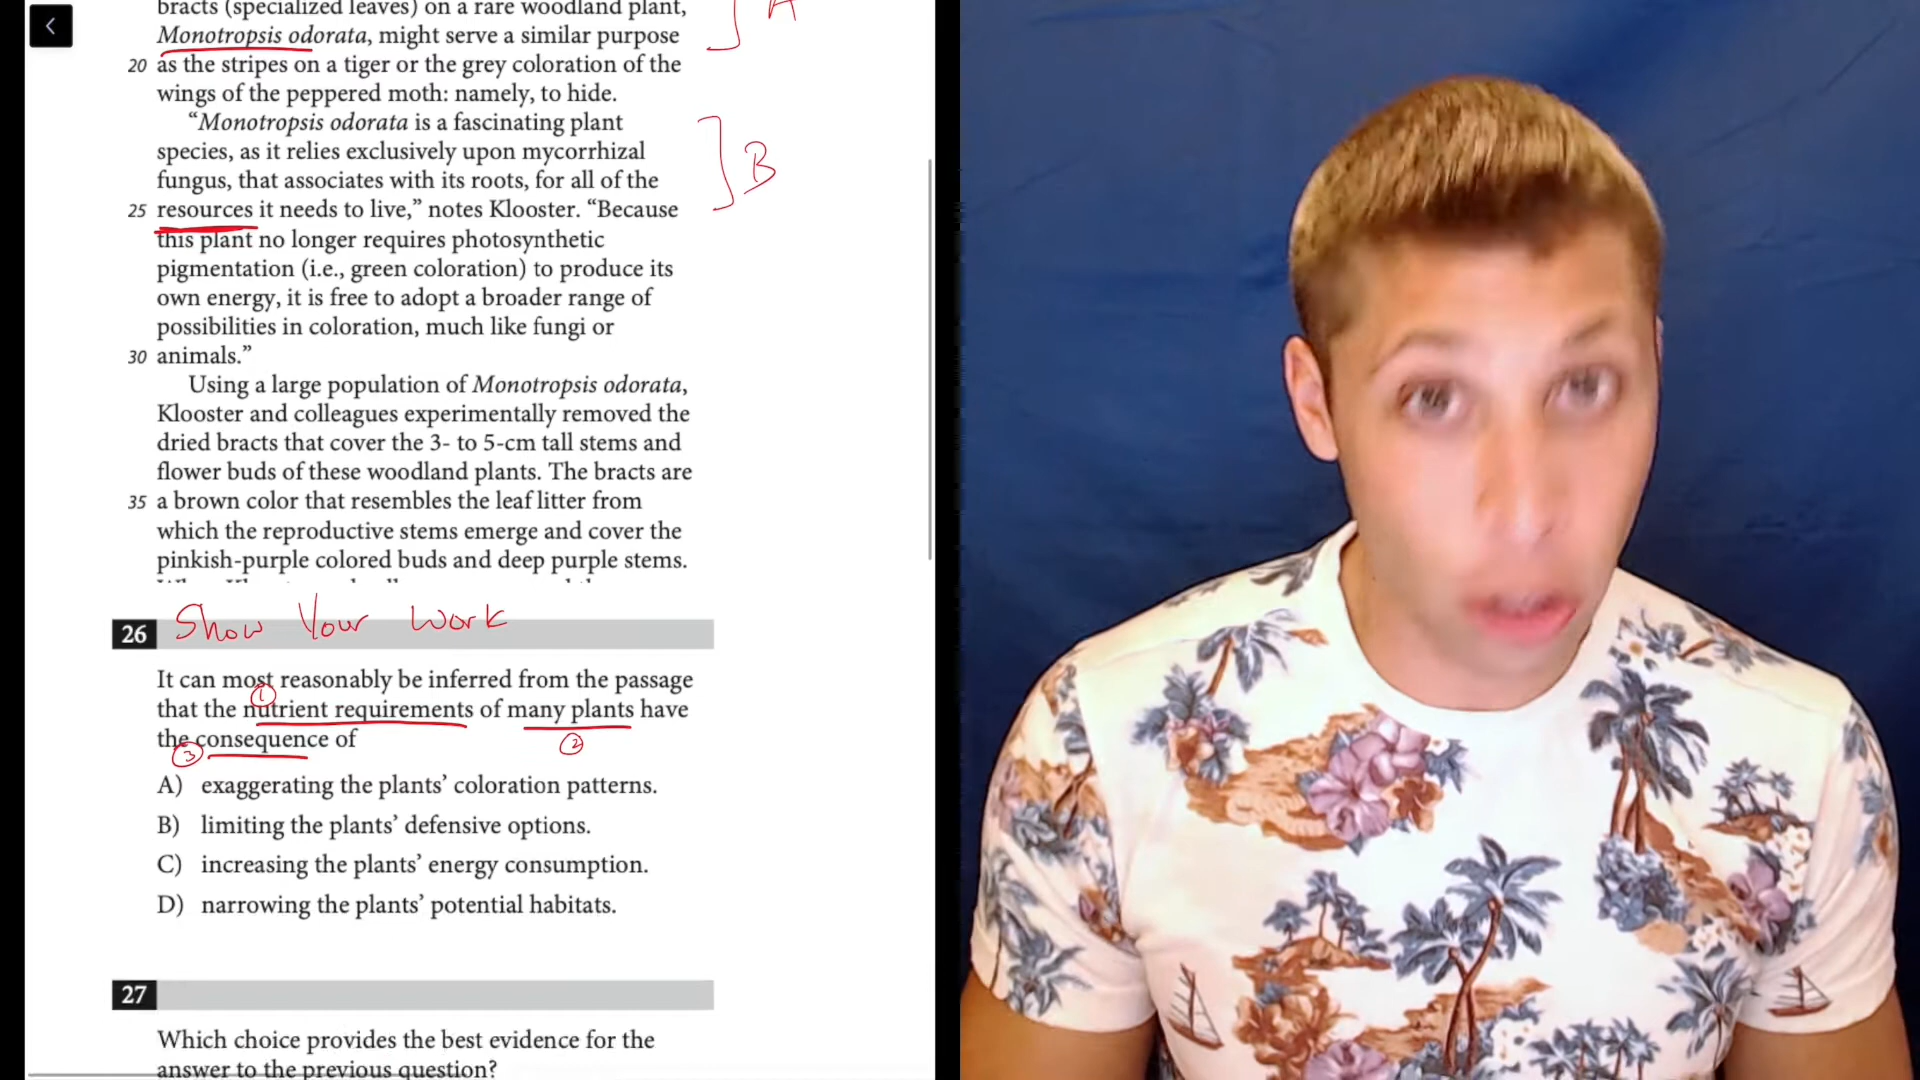 bracts (specialized leaves) on a rare woodland plant,
A
Monotropsis odorata, might serve a similar purpose
20 as the stripes on a tiger or the grey coloration of the
wings of the peppered moth: namely, to hide.
“Monotropsis odorata is a fascinating plant
species, as it relies exclusively upon mycorrhizal
B
fungus, that associates with its roots, for all of the
25 resources it needs to live,” notes Klooster. “Because
this plant no longer requires photosynthetic
pigmentation (i.e., green coloration) to produce its
own energy, it is free to adopt a broader range of
possibilities in coloration, much like fungi or
30 animals.”
Using a large population of Monotropsis odorata,
Klooster and colleagues experimentally removed the
dried bracts that cover the 3- to 5-cm tall stems and
flower buds of these woodland plants. The bracts are
35 a brown color that resembles the leaf litter from
which the reproductive stems emerge and cover the
pinkish-purple colored buds and deep purple stems.
26 Show Your Work
It can most reasonably be inferred from the passage
1
that the nutrient requirements of many plants have
2
the consequence of
3
A) exaggerating the plants’ coloration patterns.
B) limiting the plants’ defensive options.
C) increasing the plants’ energy consumption.
D) narrowing the plants’ potential habitats.
27
Which choice provides the best evidence for the
answer to the previous question?